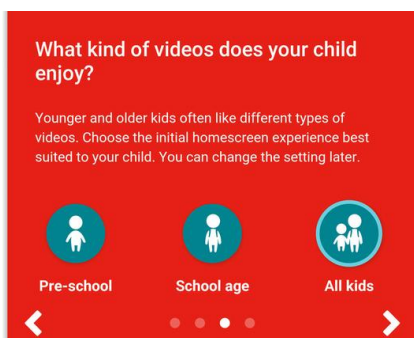 What kind of videos does your child
enjoy?
Younger and older kids often like different types of
videos. Choose the initial homescreen experience best
suited to your child. You can change the setting later.
Pre-school
School age
All kids